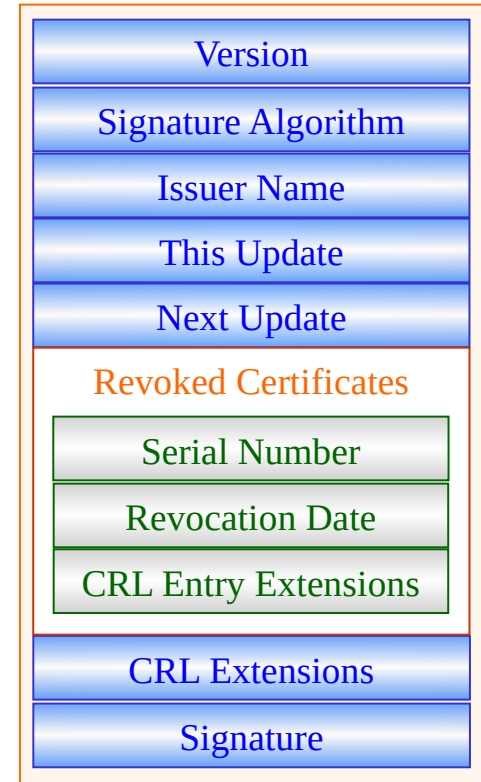 Version
Signature Algorithm
Issuer Name
This Update
Next Update
Revoked Certificates
Serial Number
Revocation Date
CRL Entry Extensions
CRL Extensions
Signature